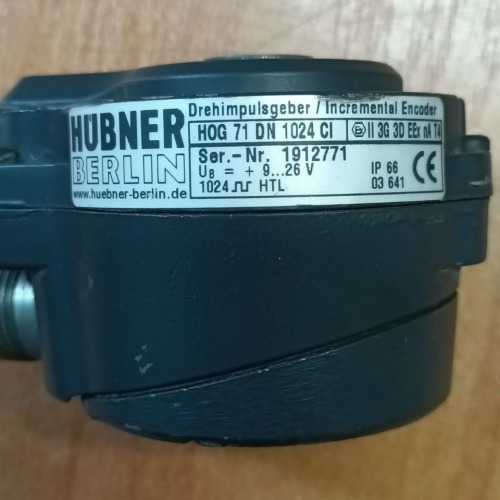 HÜBNER
BERLIN
www.huebner-berlin.de
Drehimpulsgeber / Incremental Encoder
HOG 71 DN 1024 CI
Ex II 3G 3D EEx nA T4
Ser.-Nr. 1912771
UB = + 9...26 V
IP 66
1024 HTL
03 641
CE